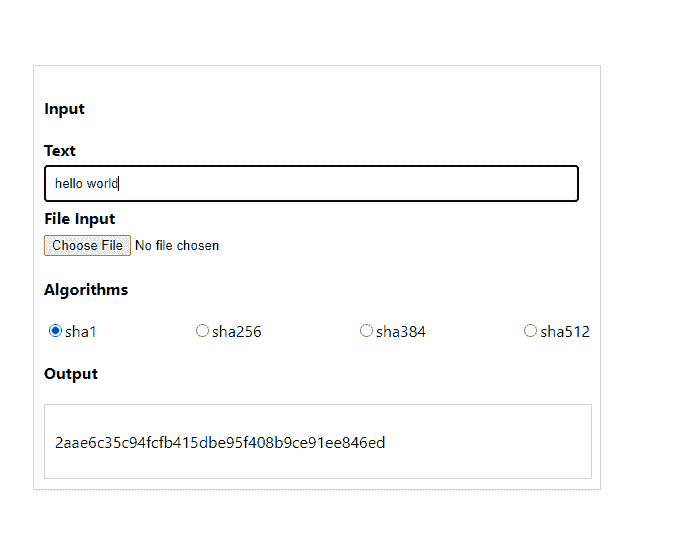 Input
Text
hello world
File Input
Choose File No file chosen
Algorithms
sha1 sha256 sha384 sha512
Output
2aae6c35c94fcfb415dbe95f408b9ce91ee846ed